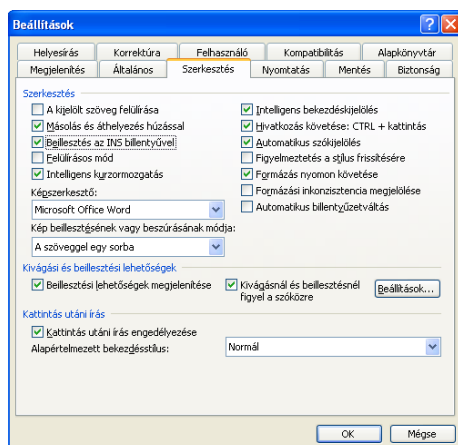 Beállítások
Helyesírás Korrektúra Felhasználó Kompatibilitás Alapkönyvtár
Megjelenítés Általános Szerkesztés Nyomtatás Mentés Biztonság
Szerkesztés
A kijelölt szöveg felülírása
Másolás és áthelyezés húzással
Beillesztés az INS billentyűvel
Felülírásos mód
Intelligens kurzormozgatás
Képszerkesztő:
Microsoft Office Word
Kép beillesztésének vagy beszúrásának módja:
A szöveggel egy sorba
Intelligens bekezdéskijelölés
Hivatkozás követése: CTRL + kattintás
Automatikus szókijelölés
Figyelmeztetés a stílus frissítésére
Formázás nyomon követése
Formázási inkonzisztencia megjelölése
Automatikus billentyűzetváltás
Kivágási és beillesztési lehetőségek
Beillesztési lehetőségek megjelenítése
Kivágásnál és beillesztésnél
figyel a szóközre
Beállítások...
Kattintás utáni írás
Kattintás utáni írás engedélyezése
Alapértelmezett bekezdésstílus:
Normál
OK Mégse